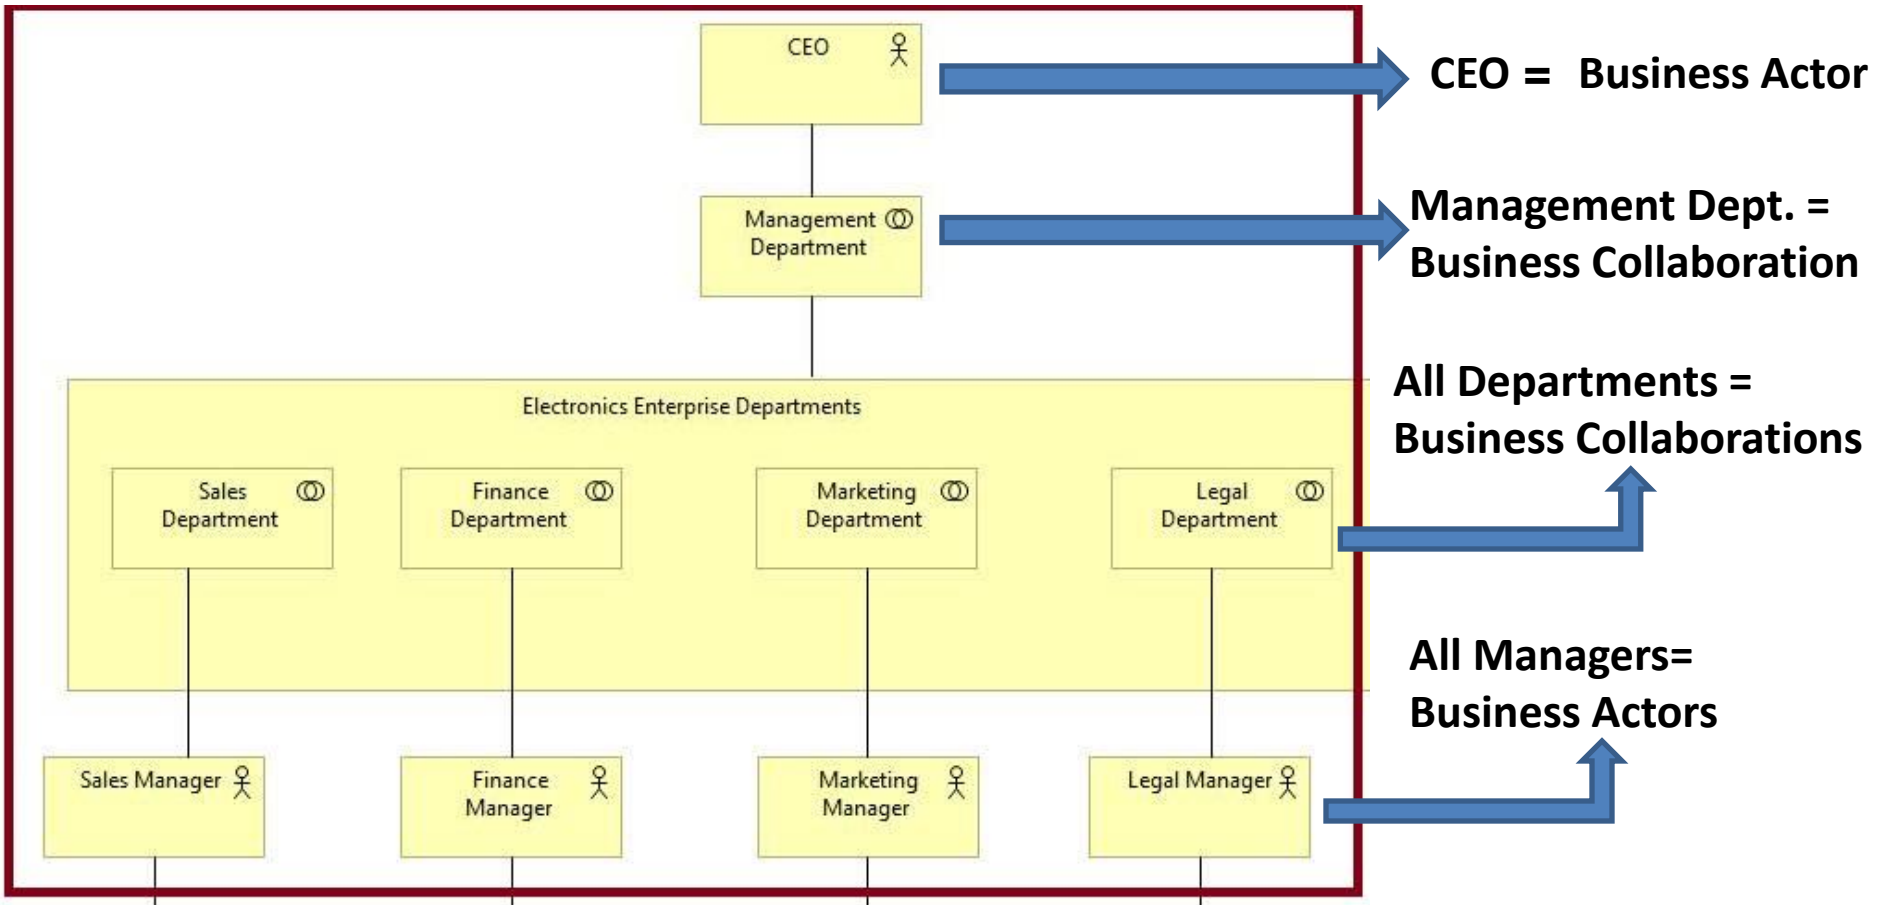 CEO
CEO = Business Actor
Management
Department
Management Dept. =
Business Collaboration
Electronics Enterprise Departments
All Departments =
Business Collaborations
Sales
Department
Finance
Department
Marketing
Department
Legal
Department
All Managers=
Business Actors
Sales Manager
Finance
Manager
Marketing
Manager
Legal Manager